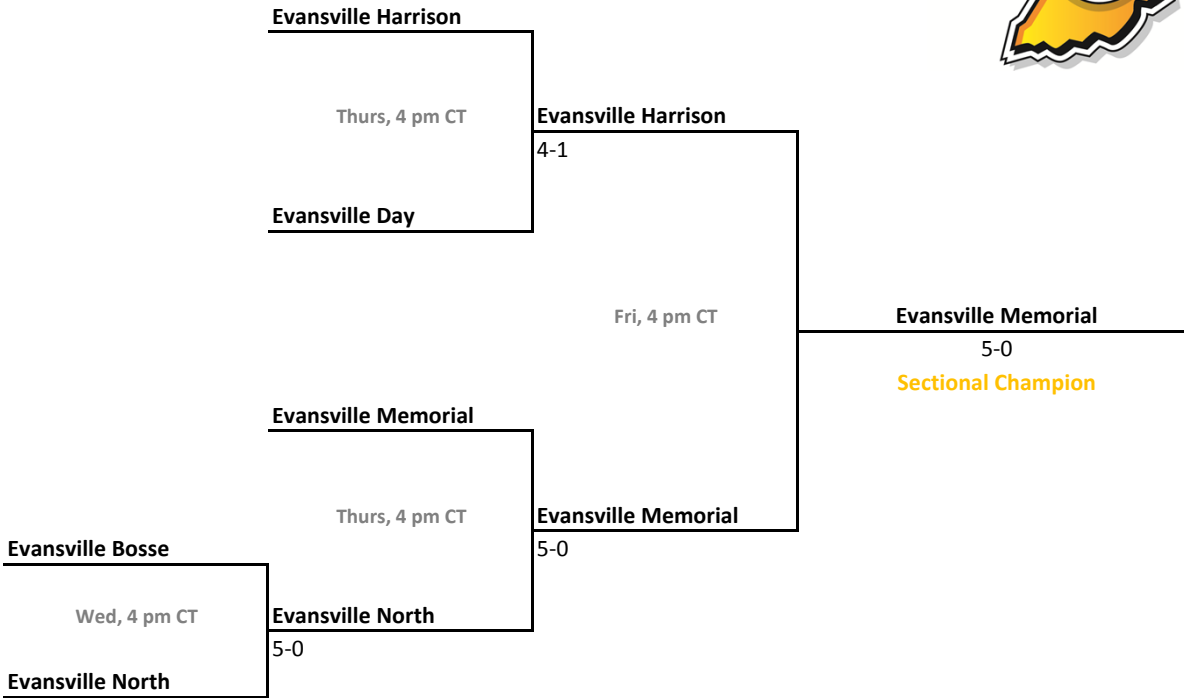 Evansville Harrison
Thurs, 4 pm CT
Evansville Harrison
4-1
Evansville Day
Fri, 4 pm CT
Evansville Memorial
5-0
Sectional Champion
Evansville Memorial
Thurs, 4 pm CT
Evansville Memorial
5-0
Evansville Bosse
Wed, 4 pm CT
Evansville North
5-0
Evansville North